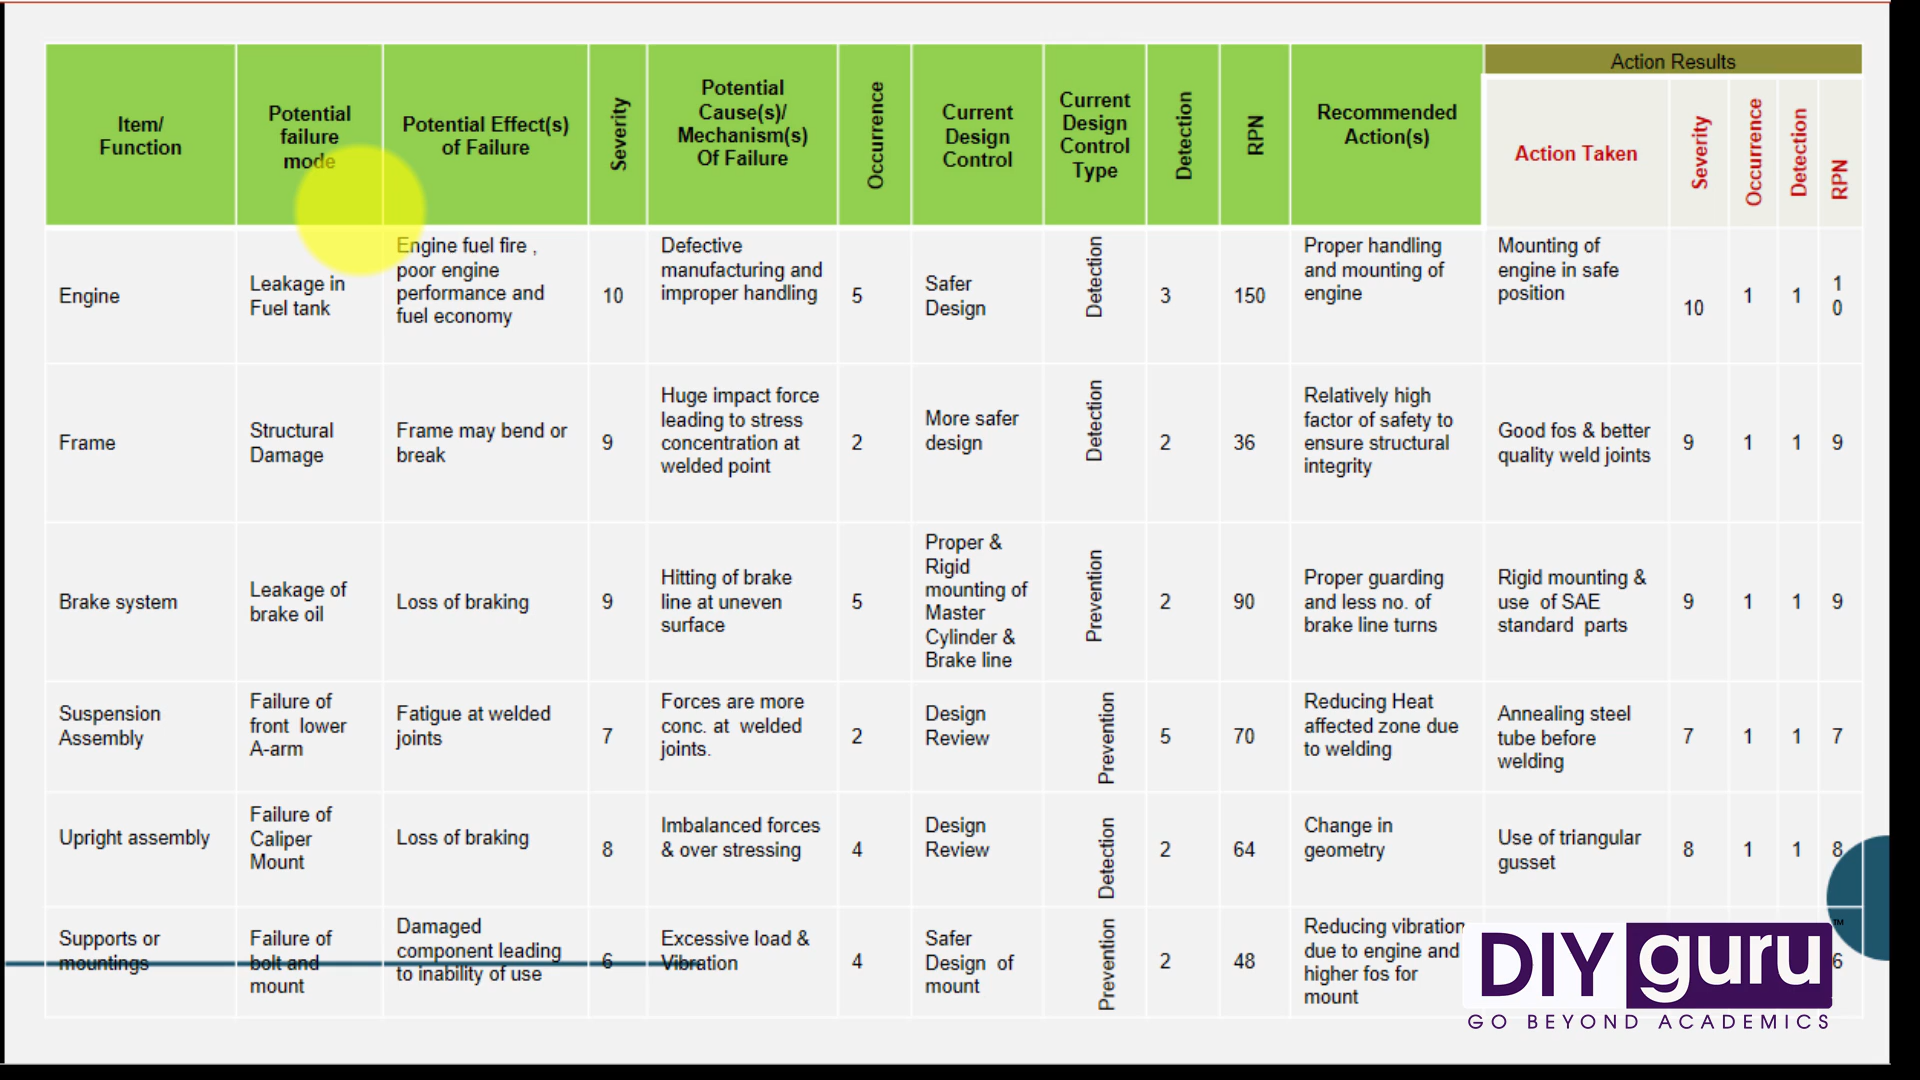 Action Results
Item/
Function
Potential
failure
mode
Potential Effect(s)
of Failure
Severity
Potential
Cause(s)/
Mechanism(s)
Of Failure
Occurrence
Current
Design
Control
Current
Design
Control
Type
Detection
RPN
Recommended
Action(s)
Action Taken
Severity
Occurrence
Detection
RPN
Engine
Leakage in
Fuel tank
Engine fuel fire ,
poor engine
performance and
fuel economy
10
Defective
manufacturing and
improper handling
5
Safer
Design
Detection
3
150
Proper handling
and mounting of
engine
Mounting of
engine in safe
position
10
1
1
1
0
Frame
Structural
Damage
Frame may bend or
break
9
Huge impact force
leading to stress
concentration at
welded point
2
More safer
design
Detection
2
36
Relatively high
factor of safety to
ensure structural
integrity
Good fos & better
quality weld joints
9
1
1
9
Brake system
Leakage of
brake oil
Loss of braking
9
Hitting of brake
line at uneven
surface
5
Proper &
Rigid
mounting of
Master
Cylinder &
Brake line
Prevention
2
90
Proper guarding
and less no. of
brake line turns
Rigid mounting &
use of SAE
standard parts
9
1
1
9
Suspension
Assembly
Failure of
front lower
A-arm
Fatigue at welded
joints
7
Forces are more
conc. at welded
joints.
2
Design
Review
Prevention
5
70
Reducing Heat
affected zone due
to welding
Annealing steel
tube before
welding
7
1
1
7
Upright assembly
Failure of
Caliper
Mount
Loss of braking
8
Imbalanced forces
& over stressing
4
Design
Review
Detection
2
64
Change in
geometry
Use of triangular
gusset
8
1
1
8
Supports or
mountings
Failure of
bolt and
mount
Damaged
component leading
to inability of use
6
Excessive load &
Vibration
4
Safer
Design of
mount
Prevention
2
48
Reducing vibration
due to engine and
higher fos for
mount
6
DIY guru™
GO BEYOND ACADEMICS